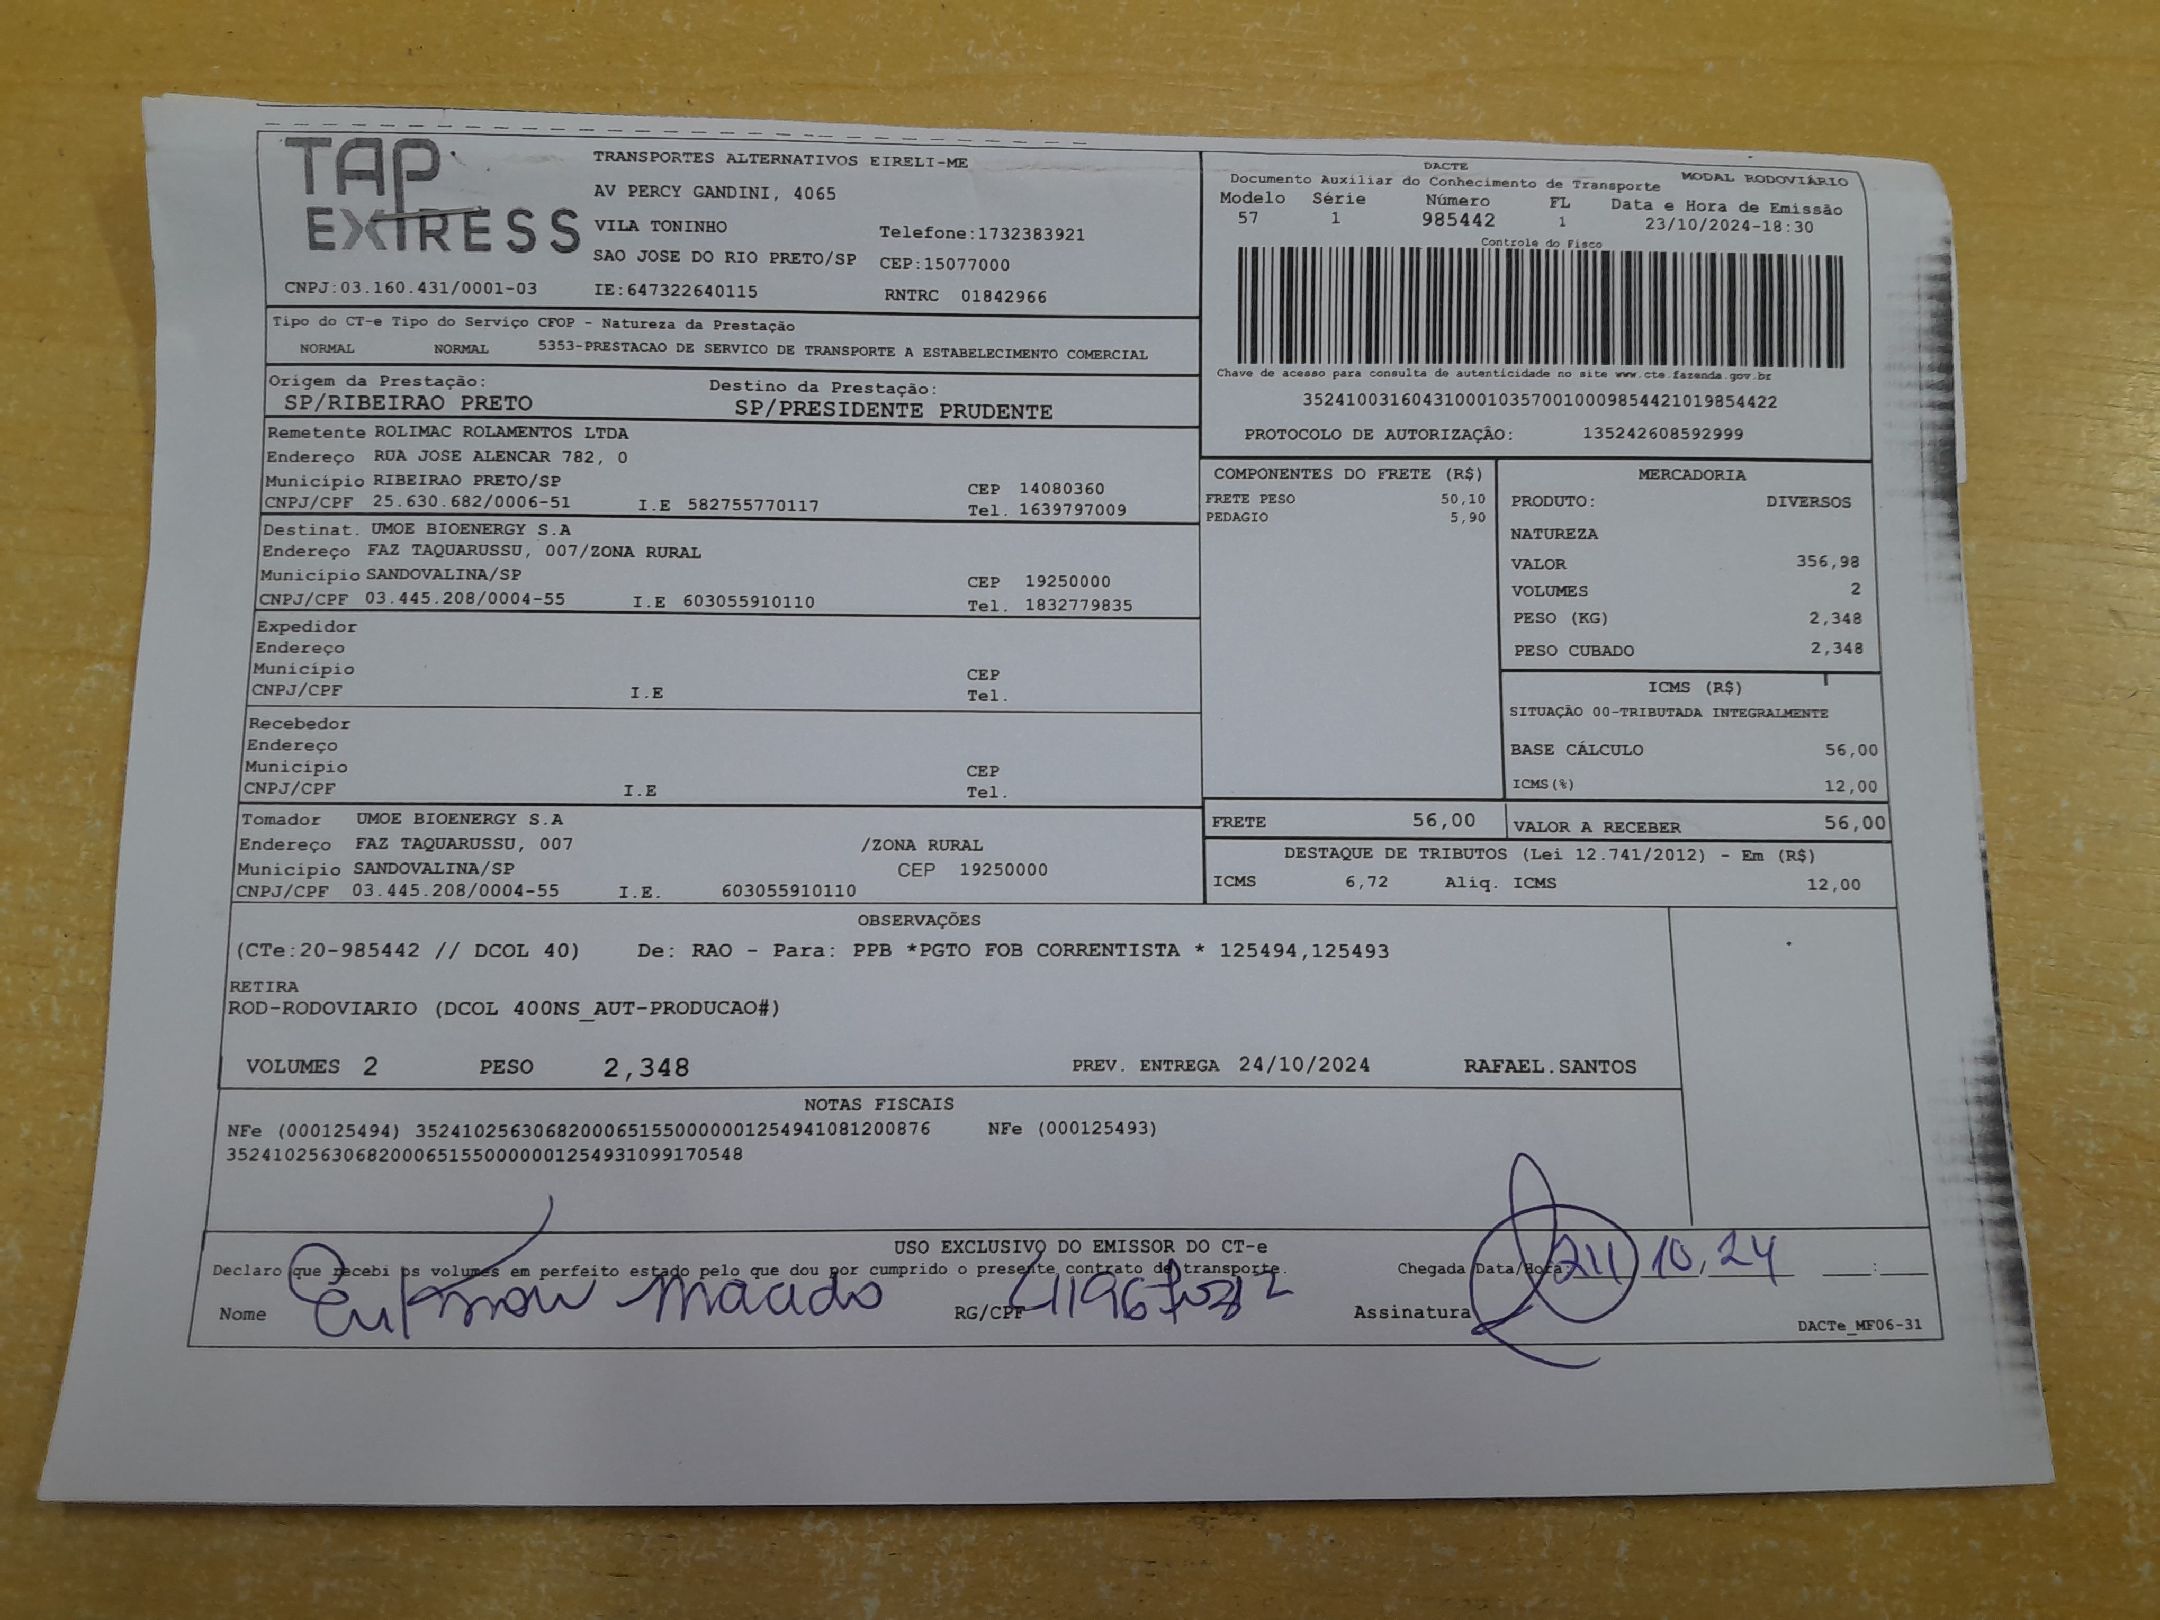 TAP
EXPRESS
TRANSPORTES ALTERNATIVOS EIRELI-ME
AV PERCY GANDINI, 4065
VILA TONINHO Telefone:1732383921
SAO JOSE DO RIO PRETO/SP CEP:15077000
CNPJ:03.160.431/0001-03 IE:647322640115 RNTRC 01842966
DACTE
Documento Auxiliar do Conhecimento de Transporte MODAL RODOVIÁRIO
Modelo Série Número FL Data e Hora de Emissão
57 1 985442 1 23/10/2024-18:30
Controle do Fisco
Chave de acesso para consulta de autenticidade no site www.cte.fazenda.gov.br
35241003160431000103570010009854421019854422
PROTOCOLO DE AUTORIZAÇÃO: 135242608592999
Tipo do CT-e Tipo do Serviço CFOP - Natureza da Prestação
NORMAL NORMAL 5353-PRESTACAO DE SERVICO DE TRANSPORTE A ESTABELECIMENTO COMERCIAL
Origem da Prestação: Destino da Prestação:
SP/RIBEIRAO PRETO SP/PRESIDENTE PRUDENTE
Remetente ROLIMAC ROLAMENTOS LTDA
Endereço RUA JOSE ALENCAR 782, 0
Município RIBEIRAO PRETO/SP CEP 14080360
CNPJ/CPF 25.630.682/0006-51 I.E 582755770117 Tel. 1639797009
Destinat. UMOE BIOENERGY S.A
Endereço FAZ TAQUARUSSU, 007/ZONA RURAL
Município SANDOVALINA/SP CEP 19250000
CNPJ/CPF 03.445.208/0004-55 I.E 603055910110 Tel. 1832779835
Expedidor
Endereço
Município CEP
CNPJ/CPF I.E Tel.
Recebedor
Endereço
Município CEP
CNPJ/CPF I.E Tel.
Tomador UMOE BIOENERGY S.A
Endereço FAZ TAQUARUSSU, 007 /ZONA RURAL
Municipio SANDOVALINA/SP CEP 19250000
CNPJ/CPF 03.445.208/0004-55 I.E. 603055910110
COMPONENTES DO FRETE (R$)
FRETE PESO 50,10
PEDAGIO 5,90
MERCADORIA
PRODUTO: DIVERSOS
NATUREZA
VALOR 356,98
VOLUMES 2
PESO (KG) 2,348
PESO CUBADO 2,348
ICMS (R$)
SITUAÇÃO 00-TRIBUTADA INTEGRALMENTE
BASE CÁLCULO 56,00
ICMS(%) 12,00
FRETE 56,00 VALOR A RECEBER 56,00
DESTAQUE DE TRIBUTOS (Lei 12.741/2012) - Em (R$)
ICMS 6,72 Aliq. ICMS 12,00
OBSERVAÇÕES
(CTe:20-985442 // DCOL 40) De: RAO - Para: PPB *PGTO FOB CORRENTISTA * 125494,125493
RETIRA
ROD-RODOVIARIO (DCOL 400NS_AUT-PRODUCAO#)
VOLUMES 2 PESO 2,348 PREV. ENTREGA 24/10/2024 RAFAEL.SANTOS
NOTAS FISCAIS
NFe (000125494) 35241025630682000651550000001254941081200876 NFe (000125493)
35241025630682000651550000001254931099170548
USO EXCLUSIVO DO EMISSOR DO CT-e
Declaro que recebi os volumes em perfeito estado pelo que dou por cumprido o presente contrato de transporte. Chegada Data/Hora: 24 10, 24 __:__
Nome Macido RG/CPF Assinatura
DACTe_MF06-31